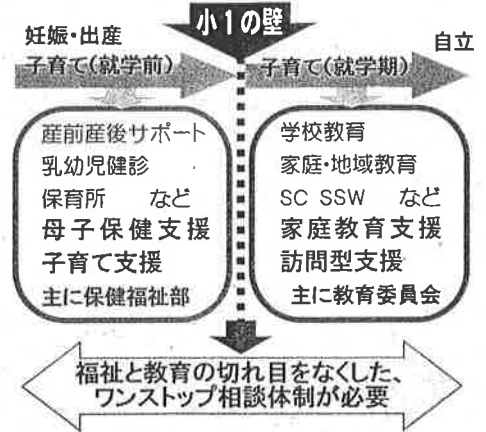 小1の壁
妊娠・出産
自立
子育て(就学前)
子育て(就学期)
産前産後サポート
乳幼児健診
保育所　など
母子保健支援
子育て支援
主に保健福祉部
学校教育
家庭・地域教育
SC SSW　など
家庭教育支援
訪問型支援
主に教育委員会
福祉と教育の切れ目をなくした、
ワンストップ相談体制が必要